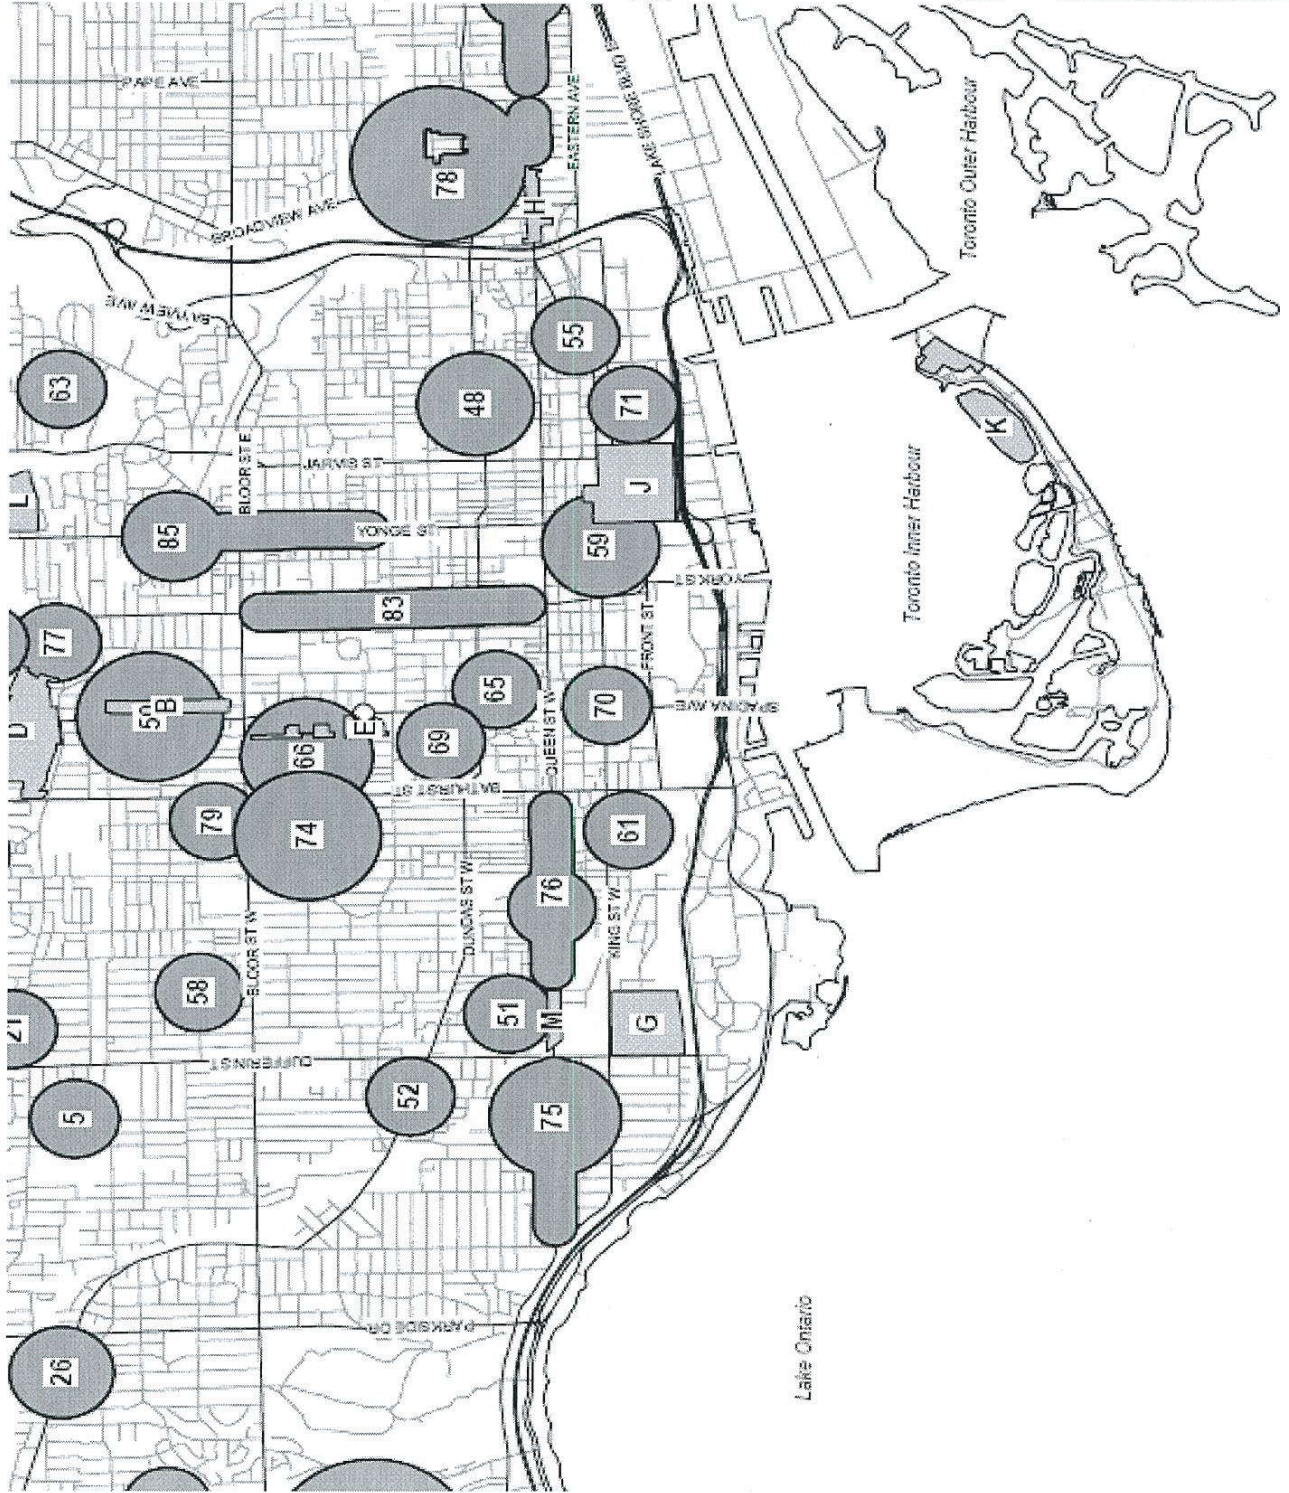 26
5
21
58
79
50
B
D
77
85
L
63
BAYVIEW AVE
BROADVIEW AVE
PAPE AVE
BLOOR ST W
BLOOR ST E
DUFFERIN ST
74
66
E
83
YONGE ST
JARVIS ST
78
PARKSIDE DR
52
DUNDAS ST W
BATHURST ST
69
65
48
75
M
51
76
QUEEN ST W
55
H
EASTERN AVE
G
KING ST W
61
70
FRONT ST
59
J
71
LAKE SHORE BLVD E
SPADINA AVE
YORK ST
Lake Ontario
Toronto Inner Harbour
K
Toronto Outer Harbour